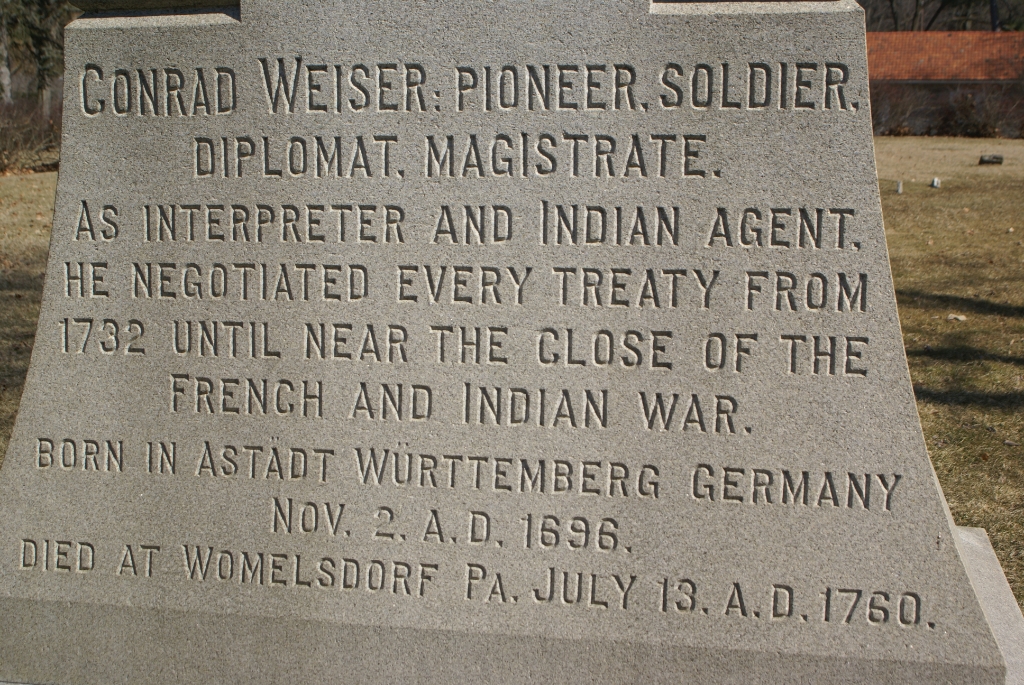 CONRAD WEISER: PIONEER, SOLDIER,
DIPLOMAT, MAGISTRATE.
AS INTERPRETER AND INDIAN AGENT,
HE NEGOTIATED EVERY TREATY FROM
1732 UNTIL NEAR THE CLOSE OF THE
FRENCH AND INDIAN WAR.
BORN IN ASTÄDT WÜRTTEMBERG GERMANY
NOV. 2. A.D. 1696.
DIED AT WOMELSDORF PA. JULY 13. A.D. 1760.